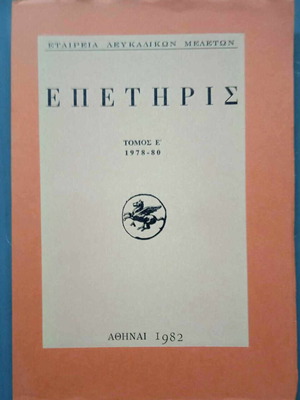 ΕΤΑΙΡΕΙΑ ΛΕΥΚΑΔΙΚΩΝ ΜΕΛΕΤΩΝ
ΕΠΕΤΗΡΙΣ
ΤΟΜΟΣ Ε'
1978-80
ΑΘΗΝΑΙ 1982